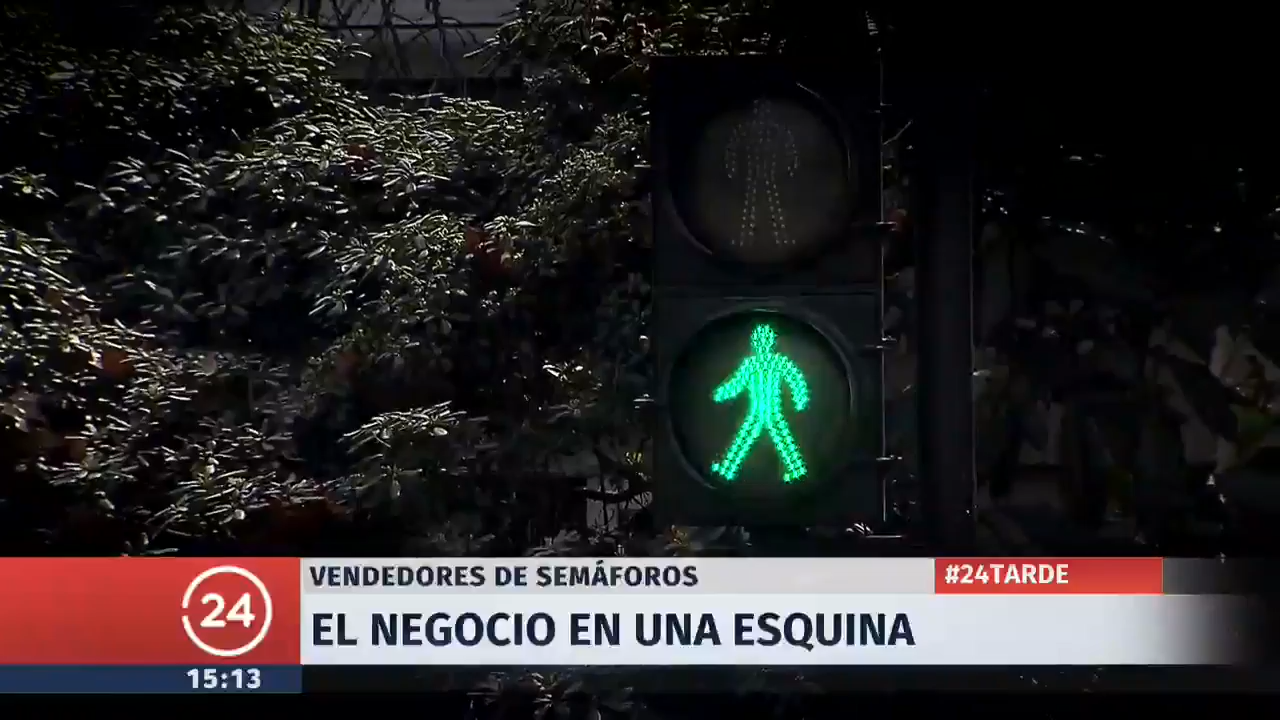 VENDEDORES DE SEMÁFOROS
#24TARDE
24
EL NEGOCIO EN UNA ESQUINA
15:13